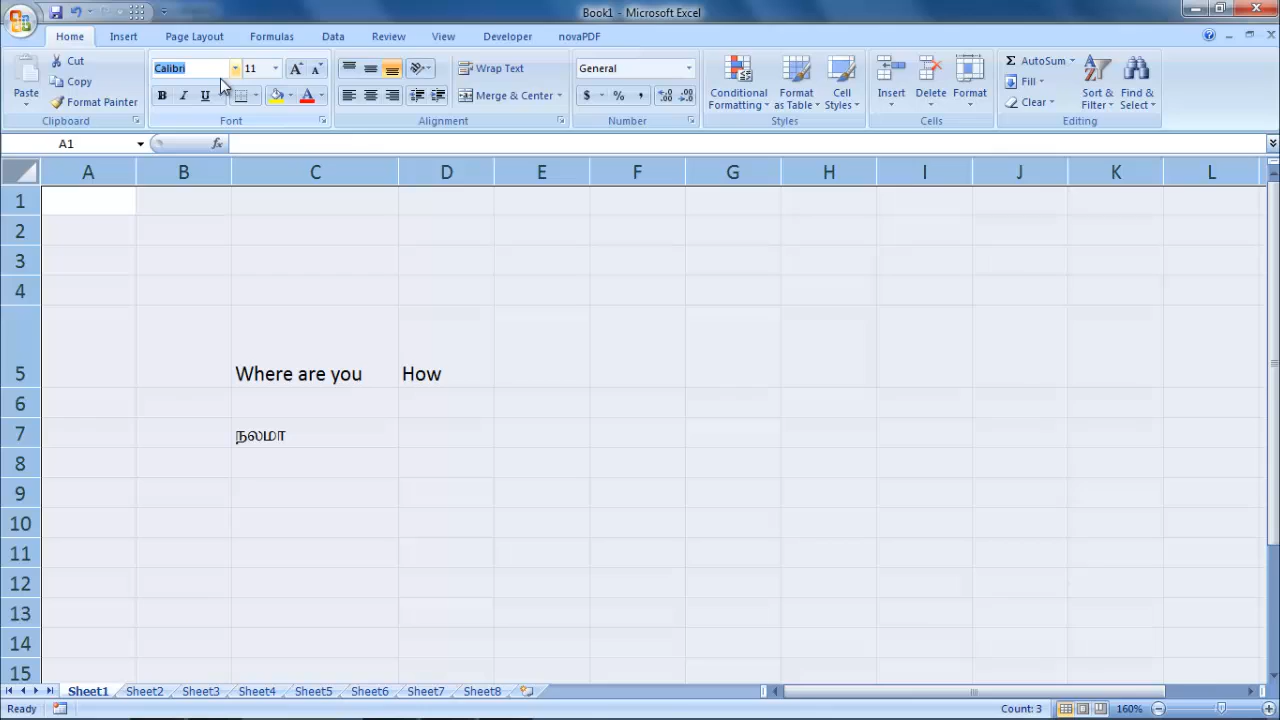 Book1 - Microsoft Excel
Home Insert Page Layout Formulas Data Review View Developer novaPDF
Paste
Cut
Copy
Format Painter
Clipboard
Calibri 11
B I U
Font
Wrap Text
Merge & Center
Alignment
General
$ % ,
Number
Conditional Formatting
Format as Table
Cell Styles
Styles
Insert
Delete
Format
Cells
Σ AutoSum
Fill
Clear
Sort & Filter
Find & Select
Editing
A1 fx
A B C D E F G H I J K L
1
2
3
4
5 Where are you How
6
7 நலமா
8
9
10
11
12
13
14
15
Sheet1 Sheet2 Sheet3 Sheet4 Sheet5 Sheet6 Sheet7 Sheet8
Ready Count: 3 160%